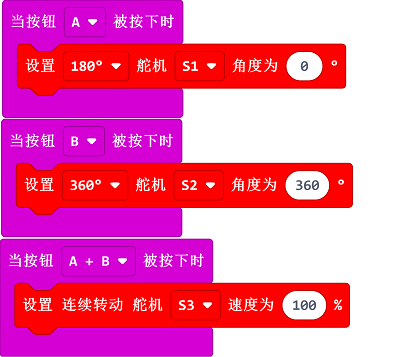 当按钮 A 被按下时
设置 180° 舵机 S1 角度为 0 °
当按钮 B 被按下时
设置 360° 舵机 S2 角度为 360 °
当按钮 A + B 被按下时
设置 连续转动 舵机 S3 速度为 100 %